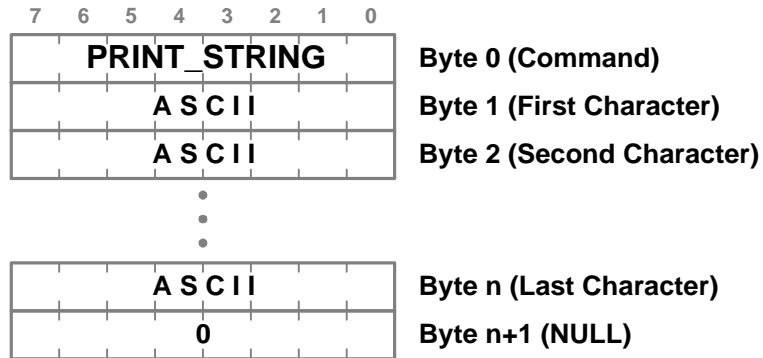 7 6 5 4 3 2 1 0
PRINT_STRING Byte 0 (Command)
A S C I I Byte 1 (First Character)
A S C I I Byte 2 (Second Character)
A S C I I Byte n (Last Character)
0 Byte n+1 (NULL)